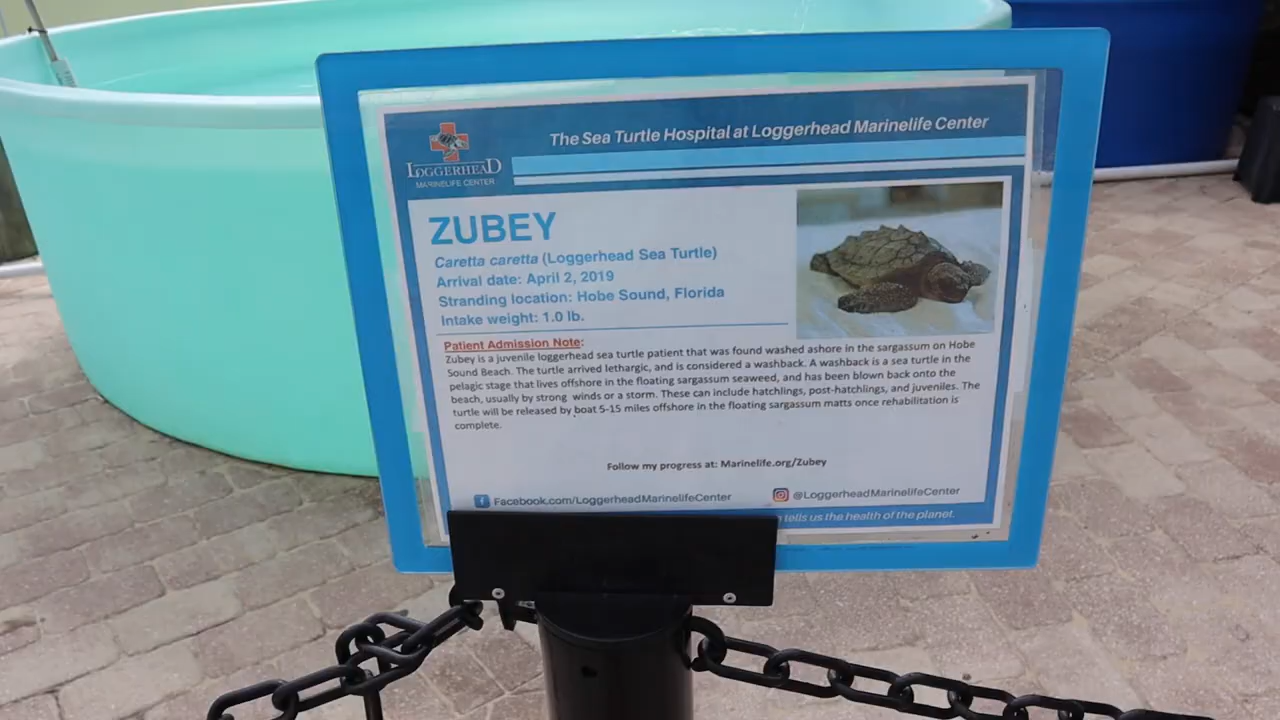 The Sea Turtle Hospital at Loggerhead Marinelife Center
LOGGERHEAD
MARINELIFE CENTER
ZUBEY
Caretta caretta (Loggerhead Sea Turtle)
Arrival date: April 2, 2019
Stranding location: Hobe Sound, Florida
Intake weight: 1.0 lb.
Patient Admission Note:
Zubey is a juvenile loggerhead sea turtle patient that was found washed ashore in the sargassum on Hobe
Sound Beach. The turtle arrived lethargic, and is considered a washback. A washback is a sea turtle in the
pelagic stage that lives offshore in the floating sargassum seaweed, and has been blown back onto the
beach, usually by strong winds or a storm. These can include hatchlings, post-hatchlings, and juveniles. The
turtle will be released by boat 5-15 miles offshore in the floating sargassum matts once rehabilitation is
complete.
Follow my progress at: Marinelife.org/Zubey
Facebook.com/LoggerheadMarinelifeCenter
@LoggerheadMarinelifeCenter
tells us the health of the planet.